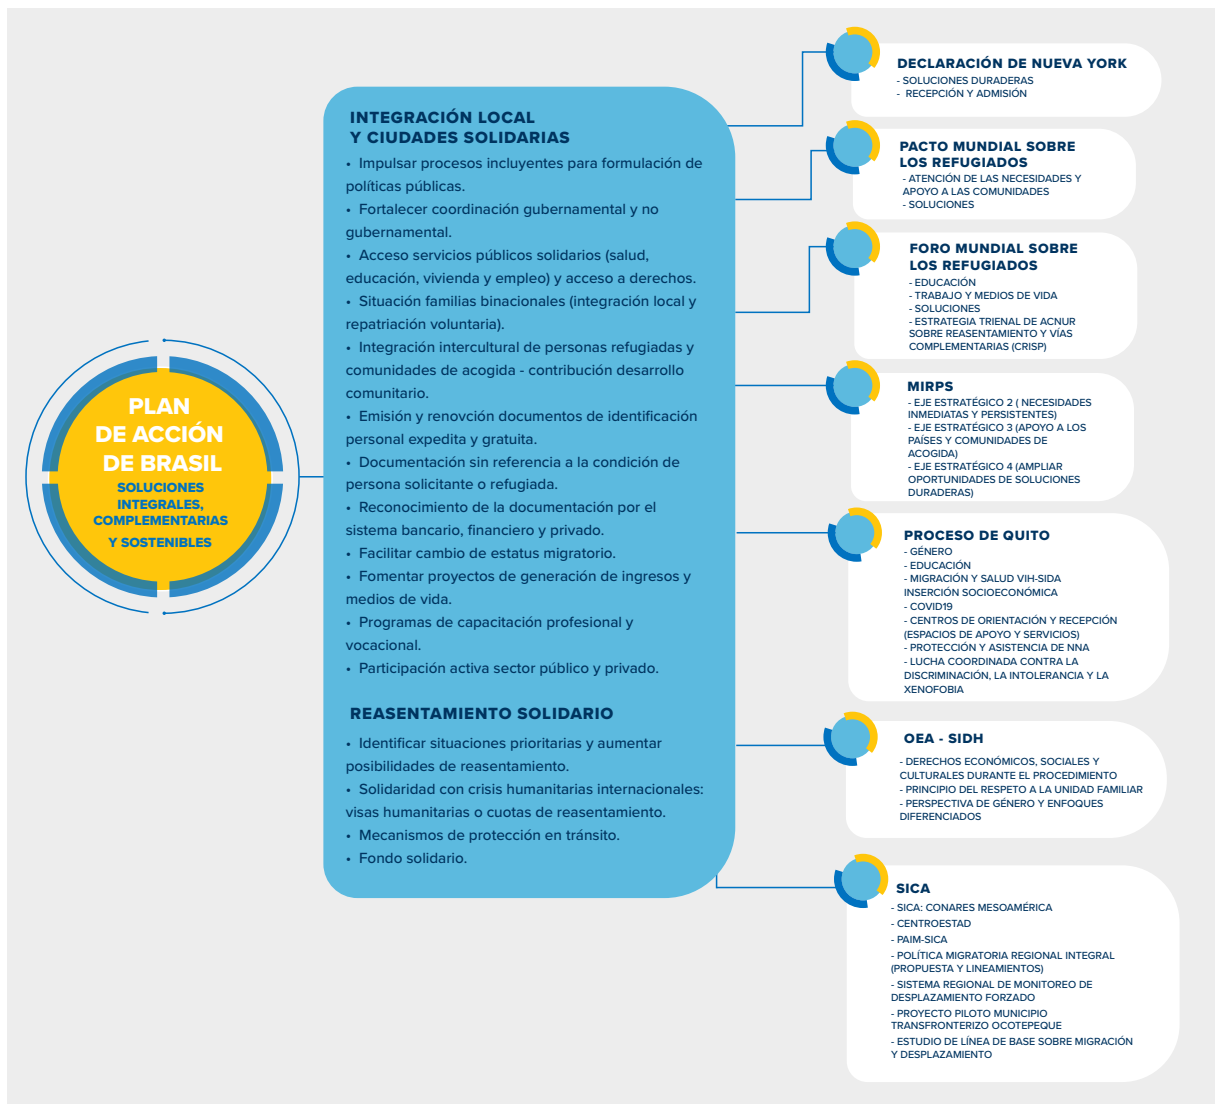 PLAN
DE ACCIÓN
DE BRASIL
SOLUCIONES
INTEGRALES,
COMPLEMENTARIAS
Y SOSTENIBLES
INTEGRACIÓN LOCAL
Y CIUDADES SOLIDARIAS
• Impulsar procesos incluyentes para formulación de
políticas públicas.
• Fortalecer coordinación gubernamental y no
gubernamental.
• Acceso servicios públicos solidarios (salud,
educación, vivienda y empleo) y acceso a derechos.
• Situación familias binacionales (integración local y
repatriación voluntaria).
• Integración intercultural de personas refugiadas y
comunidades de acogida - contribución desarrollo
comunitario.
• Emisión y renovción documentos de identificación
personal expedita y gratuita.
• Documentación sin referencia a la condición de
persona solicitante o refugiada.
• Reconocimiento de la documentación por el
sistema bancario, financiero y privado.
• Facilitar cambio de estatus migratorio.
• Fomentar proyectos de generación de ingresos y
medios de vida.
• Programas de capacitación profesional y
vocacional.
• Participación activa sector público y privado.
REASENTAMIENTO SOLIDARIO
• Identificar situaciones prioritarias y aumentar
posibilidades de reasentamiento.
• Solidaridad con crisis humanitarias internacionales:
visas humanitarias o cuotas de reasentamiento.
• Mecanismos de protección en tránsito.
• Fondo solidario.
DECLARACIÓN DE NUEVA YORK
- SOLUCIONES DURADERAS
- RECEPCIÓN Y ADMISIÓN
PACTO MUNDIAL SOBRE
LOS REFUGIADOS
- ATENCIÓN DE LAS NECESIDADES Y
APOYO A LAS COMUNIDADES
- SOLUCIONES
FORO MUNDIAL SOBRE
LOS REFUGIADOS
- EDUCACIÓN
- TRABAJO Y MEDIOS DE VIDA
- SOLUCIONES
- ESTRATEGIA TRIENAL DE ACNUR
SOBRE REASENTAMIENTO Y VÍAS
COMPLEMENTARIAS (CRISP)
MIRPS
- EJE ESTRATÉGICO 2 ( NECESIDADES
INMEDIATAS Y PERSISTENTES)
- EJE ESTRATÉGICO 3 (APOYO A LOS
PAÍSES Y COMUNIDADES DE
ACOGIDA)
- EJE ESTRATÉGICO 4 (AMPLIAR
OPORTUNIDADES DE SOLUCIONES
DURADERAS)
PROCESO DE QUITO
- GÉNERO
- EDUCACIÓN
- MIGRACIÓN Y SALUD VIH-SIDA
INSERCIÓN SOCIOECONÓMICA
- COVID19
- CENTROS DE ORIENTACIÓN Y RECEPCIÓN
(ESPACIOS DE APOYO Y SERVICIOS)
- PROTECCIÓN Y ASISTENCIA DE NNA
- LUCHA COORDINADA CONTRA LA
DISCRIMINACIÓN, LA INTOLERANCIA Y LA
XENOFOBIA
OEA - SIDH
- DERECHOS ECONÓMICOS, SOCIALES Y
CULTURALES DURANTE EL PROCEDIMIENTO
- PRINCIPIO DEL RESPETO A LA UNIDAD FAMILIAR
- PERSPECTIVA DE GÉNERO Y ENFOQUES
DIFERENCIADOS
SICA
- SICA: CONARES MESOAMÉRICA
- CENTROESTAD
- PAIM-SICA
- POLÍTICA MIGRATORIA REGIONAL INTEGRAL
(PROPUESTA Y LINEAMIENTOS)
- SISTEMA REGIONAL DE MONITOREO DE
DESPLAZAMIENTO FORZADO
- PROYECTO PILOTO MUNICIPIO
TRANSFRONTERIZO OCOTEPEQUE
- ESTUDIO DE LÍNEA DE BASE SOBRE MIGRACIÓN
Y DESPLAZAMIENTO